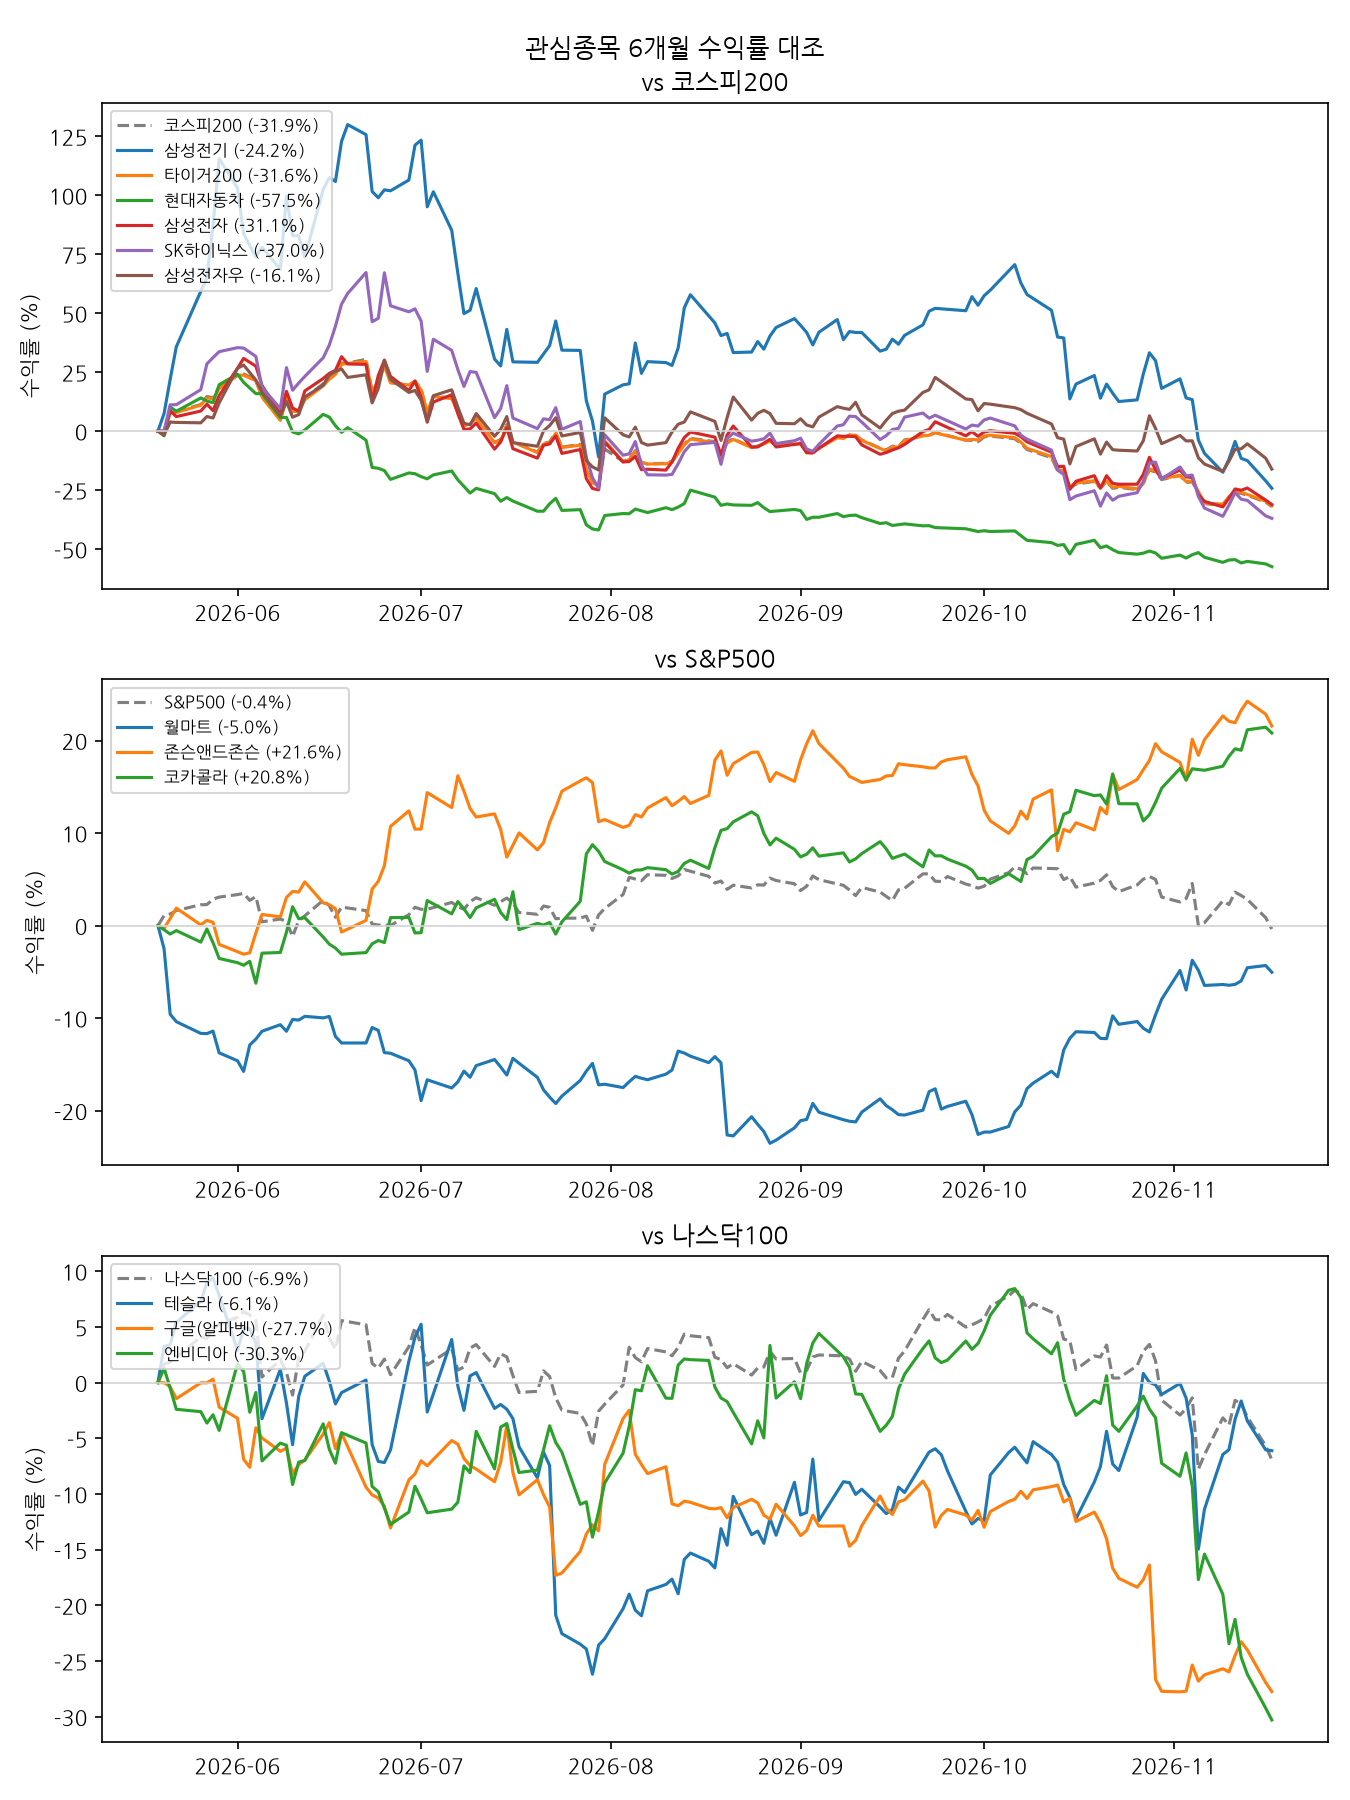 관심종목 6개월 수익률 대조
vs 코스피200
수익률 (%)
125
100
75
50
25
0
-25
-50
코스피200 (-31.9%)
삼성전기 (-24.2%)
타이거200 (-31.6%)
현대자동차 (-57.5%)
삼성전자 (-31.1%)
SK하이닉스 (-37.0%)
삼성전자우 (-16.1%)
2026-06 2026-07 2026-08 2026-09 2026-10 2026-11
vs S&P500
수익률 (%)
20
10
0
-10
-20
S&P500 (-0.4%)
월마트 (-5.0%)
존슨앤드존슨 (+21.6%)
코카콜라 (+20.8%)
2026-06 2026-07 2026-08 2026-09 2026-10 2026-11
vs 나스닥100
수익률 (%)
10
5
0
-5
-10
-15
-20
-25
-30
나스닥100 (-6.9%)
테슬라 (-6.1%)
구글(알파벳) (-27.7%)
엔비디아 (-30.3%)
2026-06 2026-07 2026-08 2026-09 2026-10 2026-11